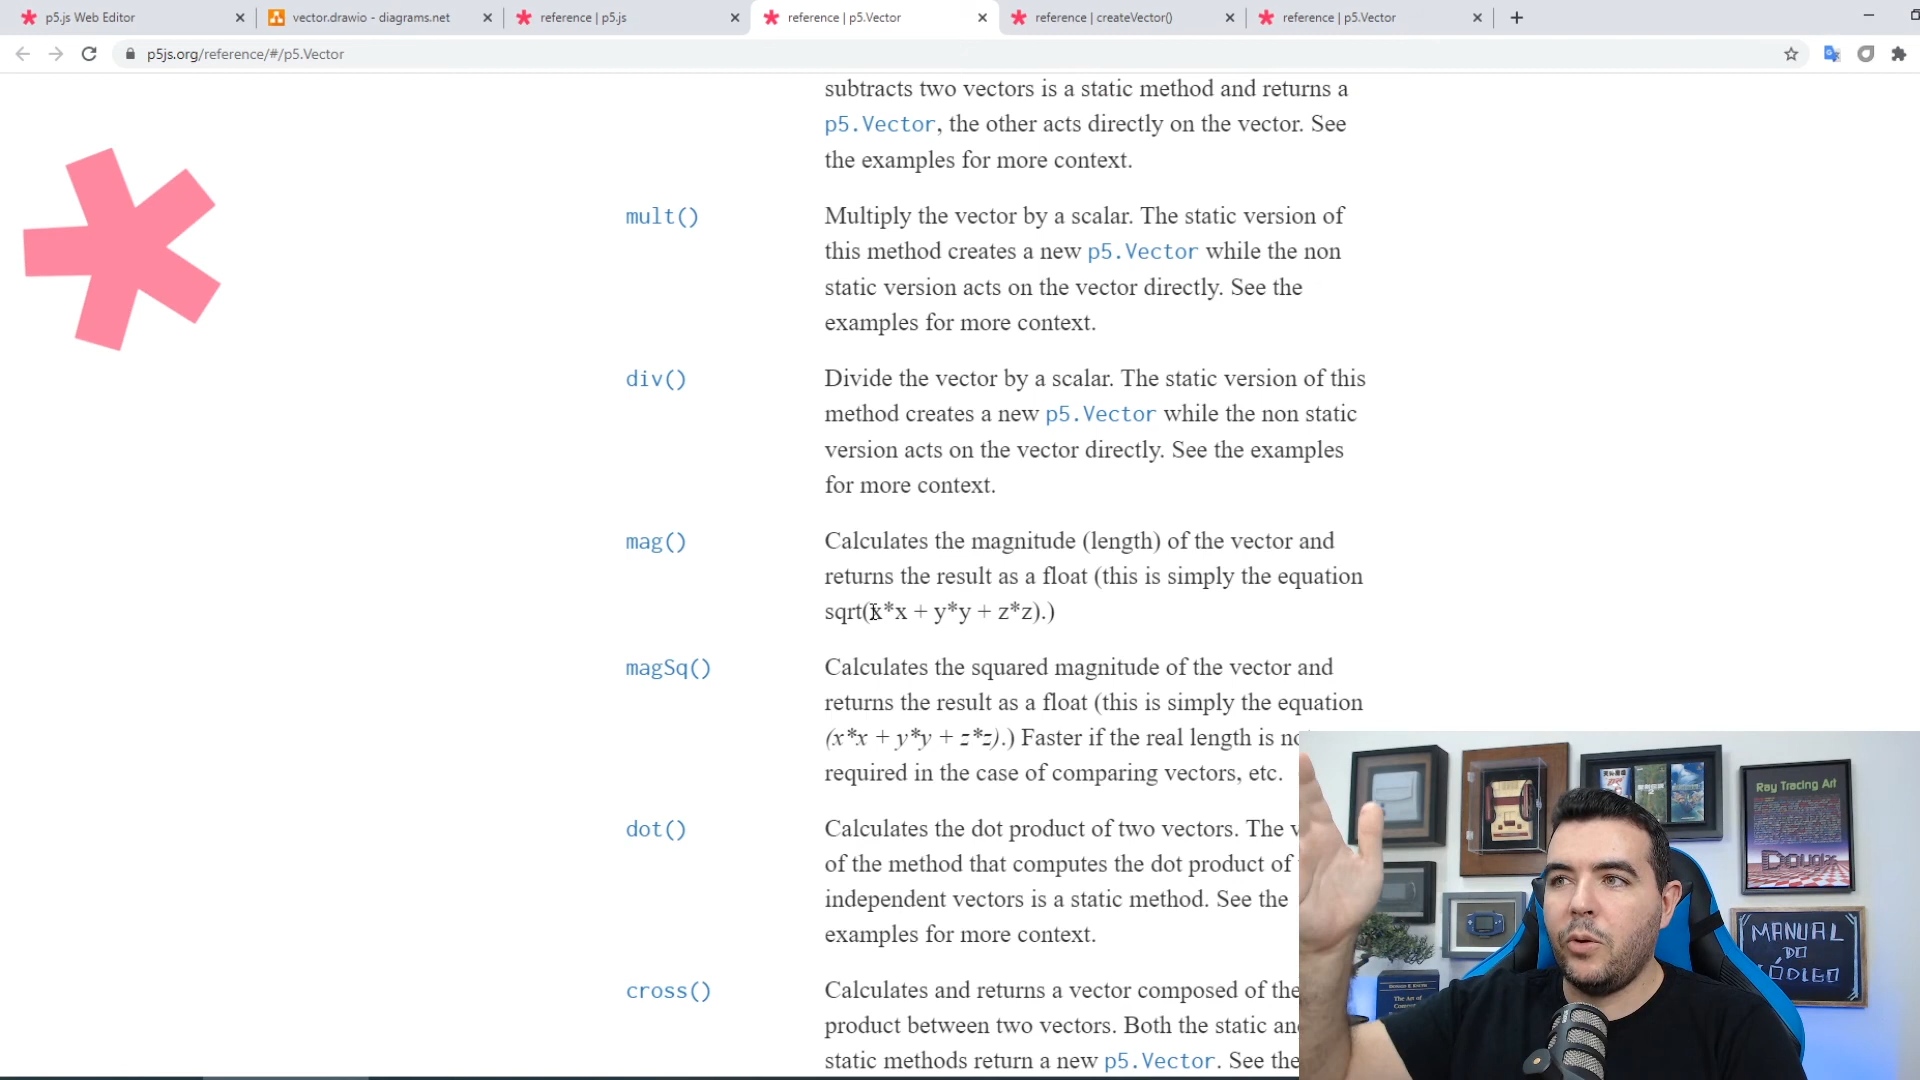 p5.js Web Editor
vector.drawio - diagrams.net
reference | p5.js
reference | p5.Vector
reference | createVector()
reference | p5.Vector
p5js.org/reference/#/p5.Vector
subtracts two vectors is a static method and returns a
p5.Vector, the other acts directly on the vector. See
the examples for more context.
mult()
Multiply the vector by a scalar. The static version of
this method creates a new p5.Vector while the non
static version acts on the vector directly. See the
examples for more context.
div()
Divide the vector by a scalar. The static version of this
method creates a new p5.Vector while the non static
version acts on the vector directly. See the examples
for more context.
mag()
Calculates the magnitude (length) of the vector and
returns the result as a float (this is simply the equation
sqrt(x*x + y*y + z*z).)
magSq()
Calculates the squared magnitude of the vector and
returns the result as a float (this is simply the equation
(x*x + y*y + z*z).) Faster if the real length is
required in the case of comparing vectors, etc.
dot()
Calculates the dot product of two vectors. The
of the method that computes the dot product of
independent vectors is a static method. See the
examples for more context.
cross()
Calculates and returns a vector composed of the
product between two vectors. Both the static
static methods return a new p5.Vector. See the
Ray Tracing Art
MANUAL
DO
CÓDIGO
The Art of